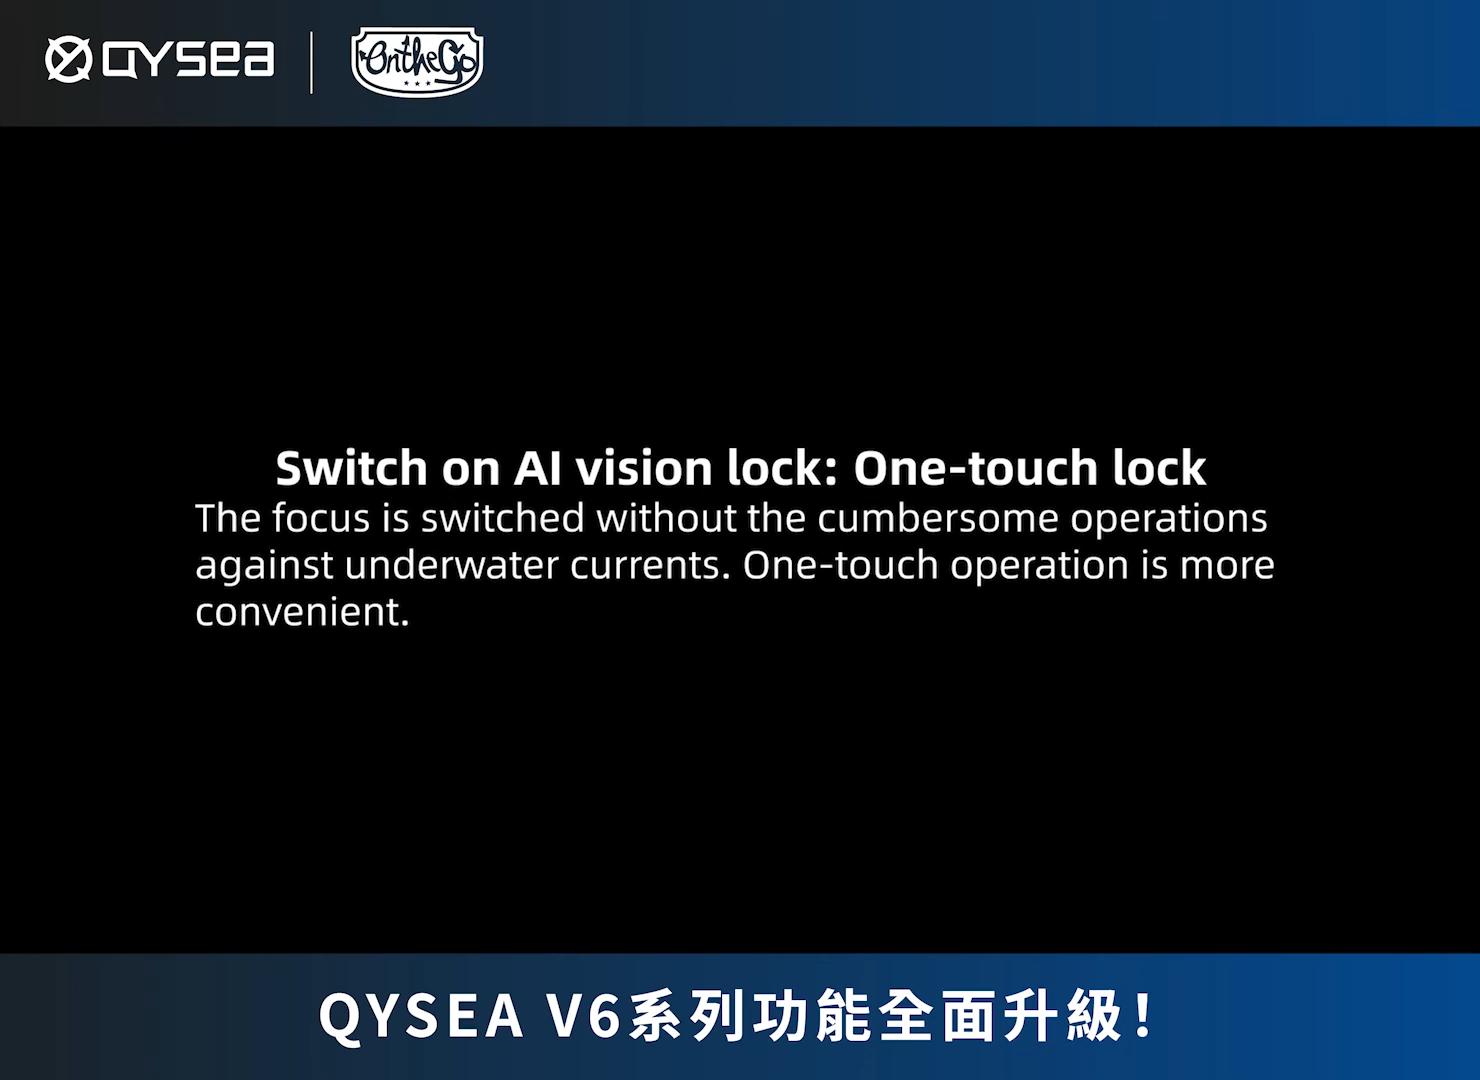 QYSEA
OntheGo
Switch on AI vision lock: One-touch lock
The focus is switched without the cumbersome operations
against underwater currents. One-touch operation is more
convenient.
QYSEA V6系列功能全面升級!